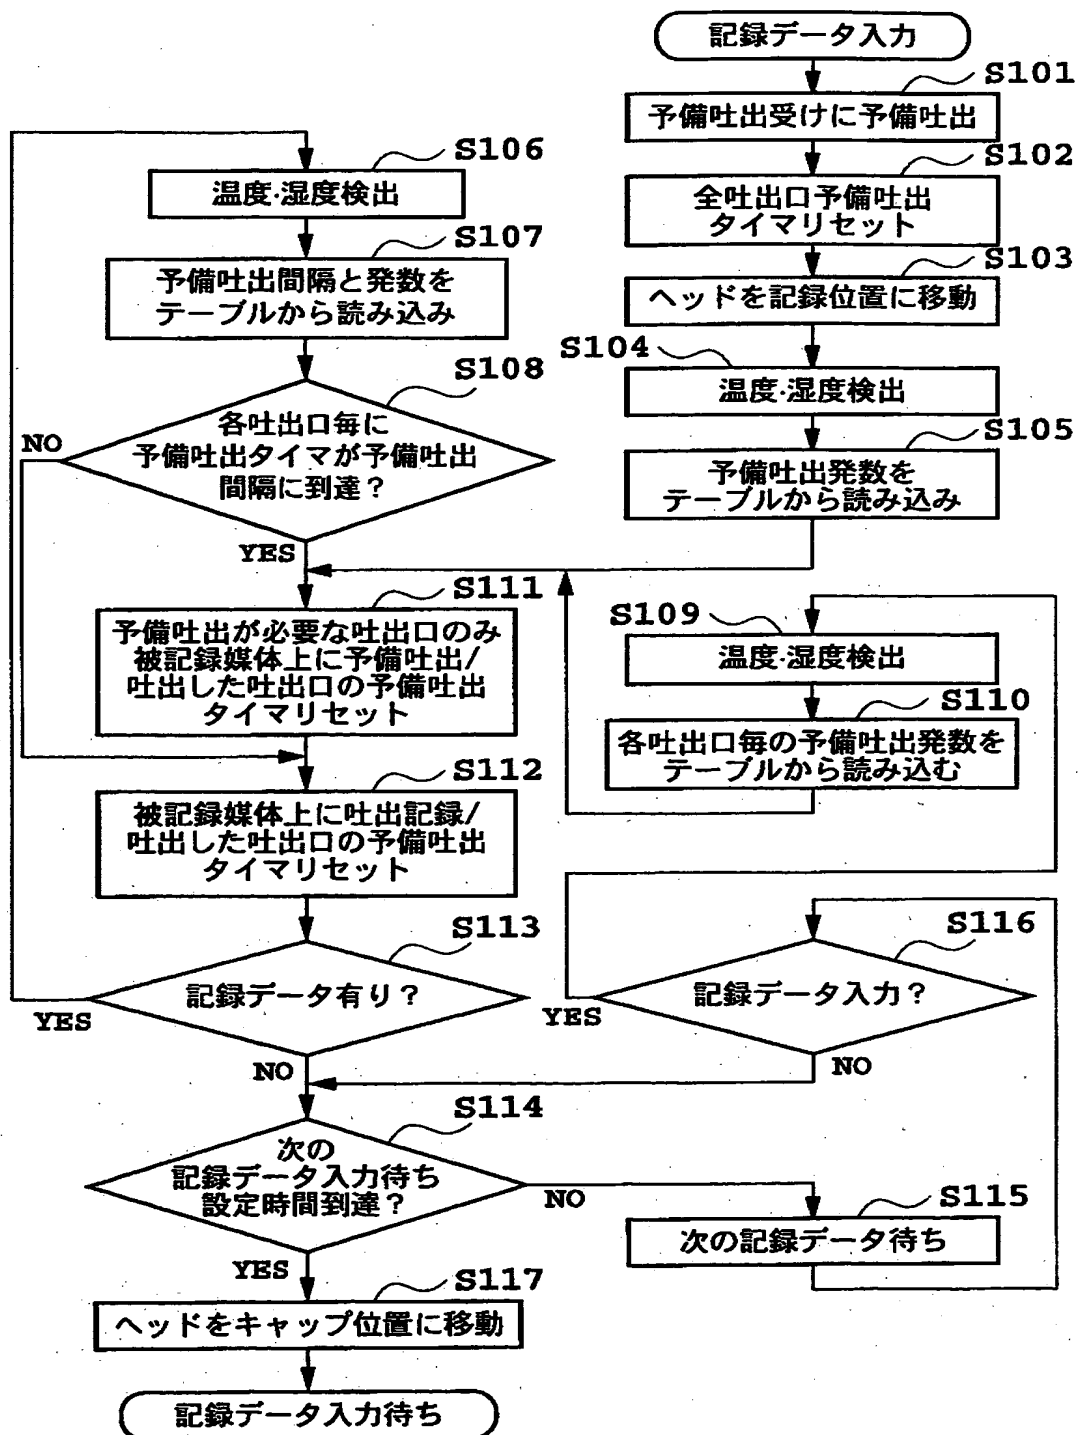 記録データ入力
S101
予備吐出受けに予備吐出
S102
全吐出口予備吐出
タイマリセット
S103
ヘッドを記録位置に移動
S104
温度·湿度検出
S105
予備吐出発数を
テーブルから読み込み
S106
温度·湿度検出
S107
予備吐出間隔と発数を
テーブルから読み込み
S108
各吐出口毎に
予備吐出タイマが予備吐出
間隔に到達?
NO
YES
S109
温度·湿度検出
S110
各吐出口毎の予備吐出発数を
テーブルから読み込む
S111
予備吐出が必要な吐出口のみ
被記録媒体上に予備吐出/
吐出した吐出口の予備吐出
タイマリセット
S112
被記録媒体上に吐出記録/
吐出した吐出口の予備吐出
タイマリセット
S113
記録データ有り?
YES
NO
S116
記録データ入力?
YES
NO
S114
次の
記録データ入力待ち
設定時間到達?
NO
YES
S115
次の記録データ待ち
S117
ヘッドをキャップ位置に移動
記録データ入力待ち